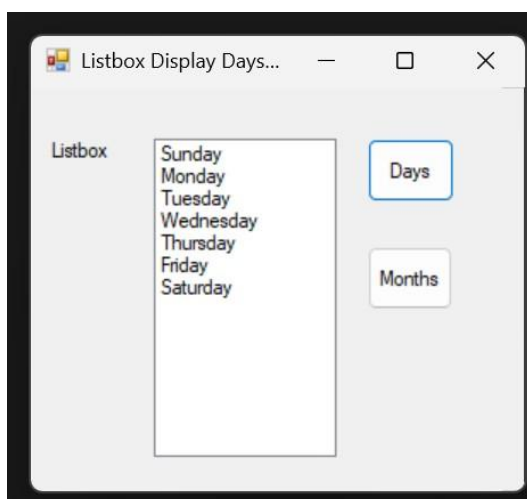 Listbox Display Days...
Listbox
Sunday
Monday
Tuesday
Wednesday
Thursday
Friday
Saturday
Days
Months